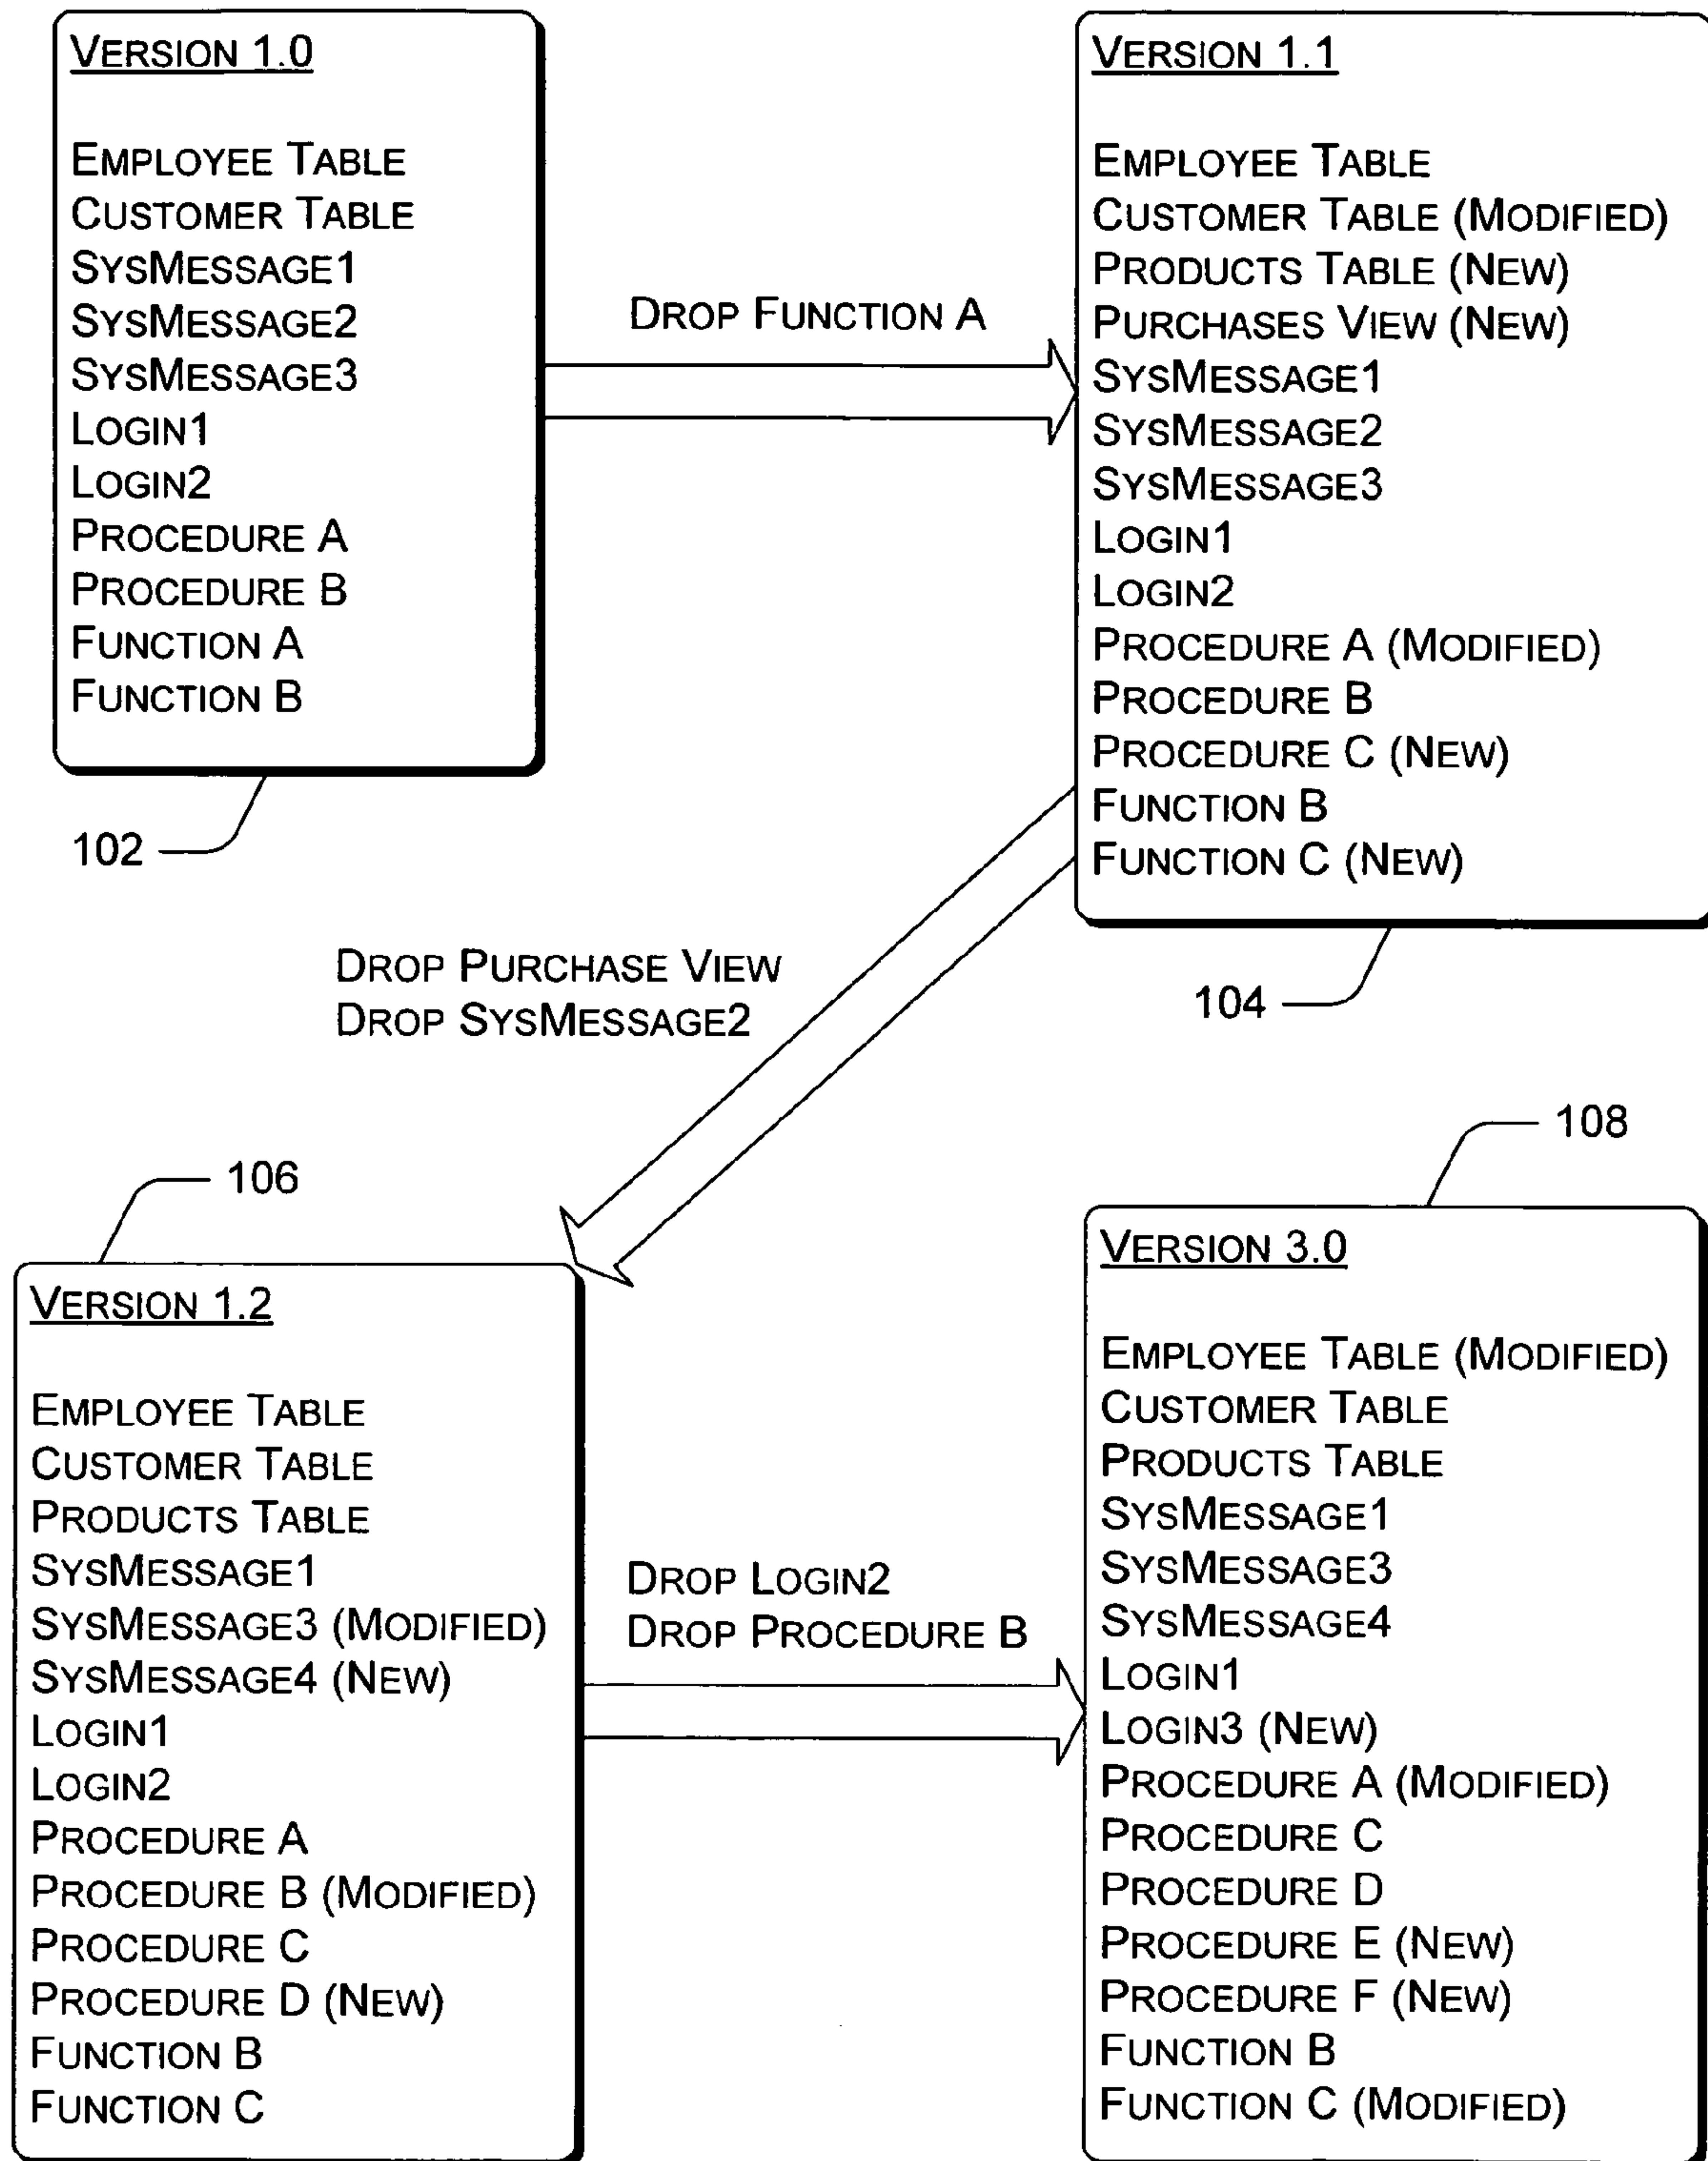 VERSION 1.0
EMPLOYEE TABLE
CUSTOMER TABLE
SYSMESSAGE1
SYSMESSAGE2
SYSMESSAGE3
LOGIN1
LOGIN2
PROCEDURE A
PROCEDURE B
FUNCTION A
FUNCTION B
102
DROP FUNCTION A
VERSION 1.1
EMPLOYEE TABLE
CUSTOMER TABLE (MODIFIED)
PRODUCTS TABLE (NEW)
PURCHASES VIEW (NEW)
SYSMESSAGE1
SYSMESSAGE2
SYSMESSAGE3
LOGIN1
LOGIN2
PROCEDURE A (MODIFIED)
PROCEDURE B
PROCEDURE C (NEW)
FUNCTION B
FUNCTION C (NEW)
104
DROP PURCHASE VIEW
DROP SYSMESSAGE2
106
VERSION 1.2
EMPLOYEE TABLE
CUSTOMER TABLE
PRODUCTS TABLE
SYSMESSAGE1
SYSMESSAGE3 (MODIFIED)
SYSMESSAGE4 (NEW)
LOGIN1
LOGIN2
PROCEDURE A
PROCEDURE B (MODIFIED)
PROCEDURE C
PROCEDURE D (NEW)
FUNCTION B
FUNCTION C
DROP LOGIN2
DROP PROCEDURE B
108
VERSION 3.0
EMPLOYEE TABLE (MODIFIED)
CUSTOMER TABLE
PRODUCTS TABLE
SYSMESSAGE1
SYSMESSAGE3
SYSMESSAGE4
LOGIN1
LOGIN3 (NEW)
PROCEDURE A (MODIFIED)
PROCEDURE C
PROCEDURE D
PROCEDURE E (NEW)
PROCEDURE F (NEW)
FUNCTION B
FUNCTION C (MODIFIED)